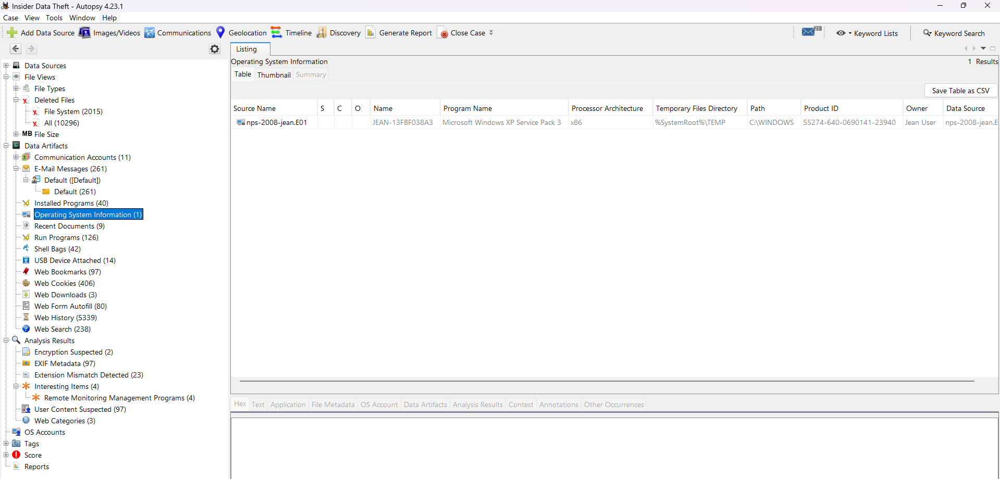 Insider Data Theft - Autopsy 4.23.1
Case View Tools Window Help
Add Data Source Images/Videos Communications Geolocation Timeline Discovery Generate Report Close Case 21 Keyword Lists Keyword Search
Data Sources
File Views
File Types
Deleted Files
File System (2015)
All (10296)
MB File Size
Data Artifacts
Communication Accounts (11)
E-Mail Messages (261)
Default ([Default])
Default (261)
Installed Programs (40)
Operating System Information (1)
Recent Documents (9)
Run Programs (126)
Shell Bags (42)
USB Device Attached (14)
Web Bookmarks (97)
Web Cookies (406)
Web Downloads (3)
Web Form Autofill (80)
Web History (5339)
Web Search (238)
Analysis Results
Encryption Suspected (2)
EXIF Metadata (97)
Extension Mismatch Detected (23)
Interesting Items (4)
Remote Monitoring Management Programs (4)
User Content Suspected (97)
Web Categories (3)
OS Accounts
Tags
Score
Reports
Listing
Operating System Information 1 Results
Table Thumbnail Summary
Save Table as CSV
Source Name S C O Name Program Name Processor Architecture Temporary Files Directory Path Product ID Owner Data Source
nps-2008-jean.E01 JEAN-13FBF038A3 Microsoft Windows XP Service Pack 3 x86 %SystemRoot%\TEMP C:\WINDOWS 55274-640-0690141-23940 Jean User nps-2008-jean.E
Hex Text Application File Metadata OS Account Data Artifacts Analysis Results Context Annotations Other Occurrences